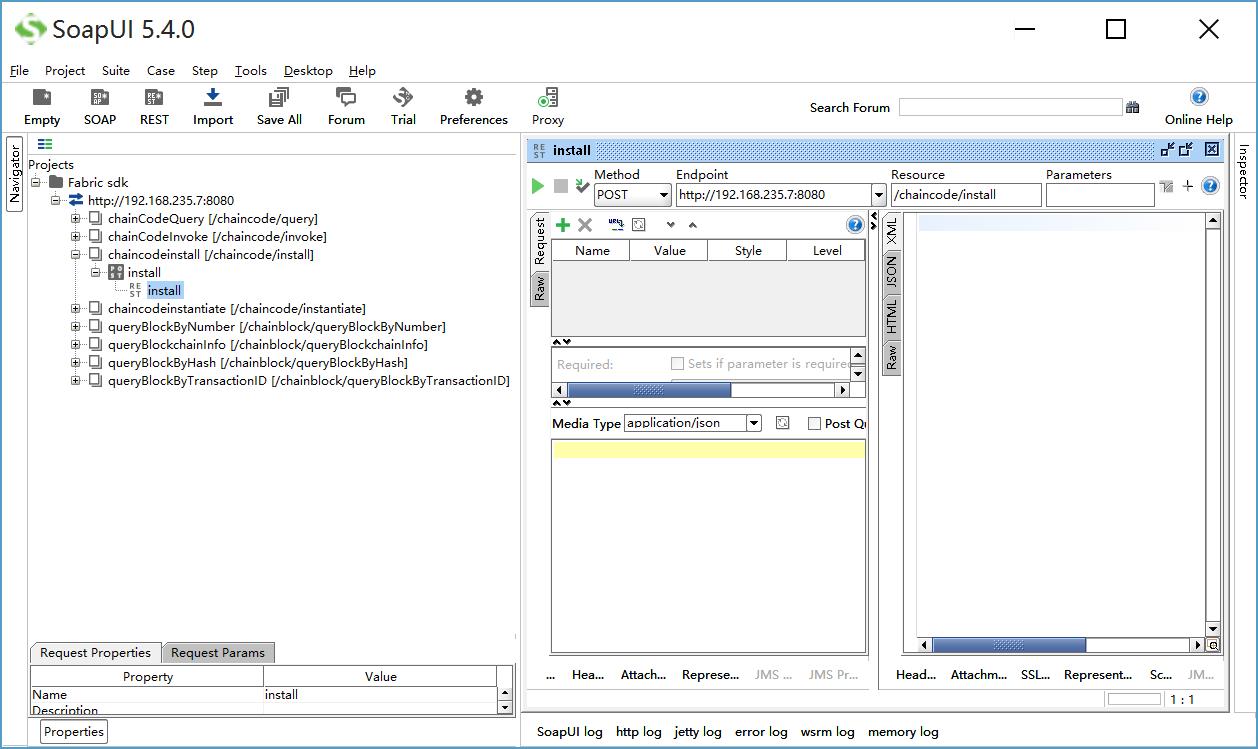 SoapUI 5.4.0
File Project Suite Case Step Tools Desktop Help
Empty SOAP REST Import Save All Forum Trial Preferences Proxy Search Forum Online Help
Navigator
Projects
Fabric sdk
http://192.168.235.7:8080
chainCodeQuery [/chaincode/query]
chainCodeInvoke [/chaincode/invoke]
chaincodeinstall [/chaincode/install]
install
REST install
chaincodeinstantiate [/chaincode/instantiate]
queryBlockByNumber [/chainblock/queryBlockByNumber]
queryBlockchainInfo [/chainblock/queryBlockchainInfo]
queryBlockByHash [/chainblock/queryBlockByHash]
queryBlockByTransactionID [/chainblock/queryBlockByTransactionID]
Request Properties Request Params
Property Value
Name install
Description
Properties
REST install
Method Endpoint Resource Parameters
POST http://192.168.235.7:8080 /chaincode/install
Request
Raw
Name Value Style Level
Required: Sets if parameter is required
Media Type application/json Post Qu
XML
JSON
HTML
Raw
... Hea... Attach... Represe... JMS ... JMS Pr...
Head... Attachm... SSL... Represent... Sc... JM...
1 : 1
SoapUI log http log jetty log error log wsrm log memory log
Inspector